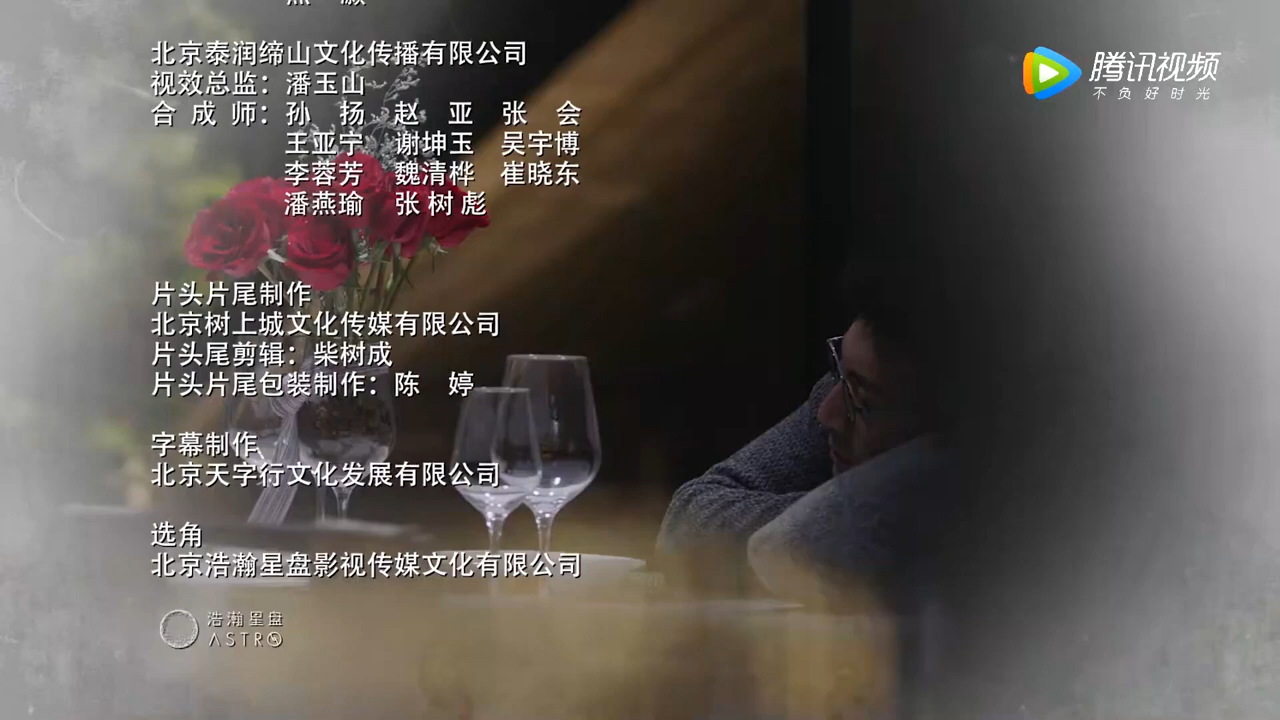 北京泰润缔山文化传播有限公司
视效总监：潘玉山
合成师：孙扬 赵亚 张会
王亚宁 谢坤玉 吴宇博
李蓉芳 魏清桦 崔晓东
潘燕瑜 张树彪
片头片尾制作
北京树上城文化传媒有限公司
片头尾剪辑：柴树成
片头片尾包装制作：陈婷
字幕制作
北京天字行文化发展有限公司
选角
北京浩瀚星盘影视传媒文化有限公司
浩瀚星盘
ASTRO
腾讯视频
不负好时光